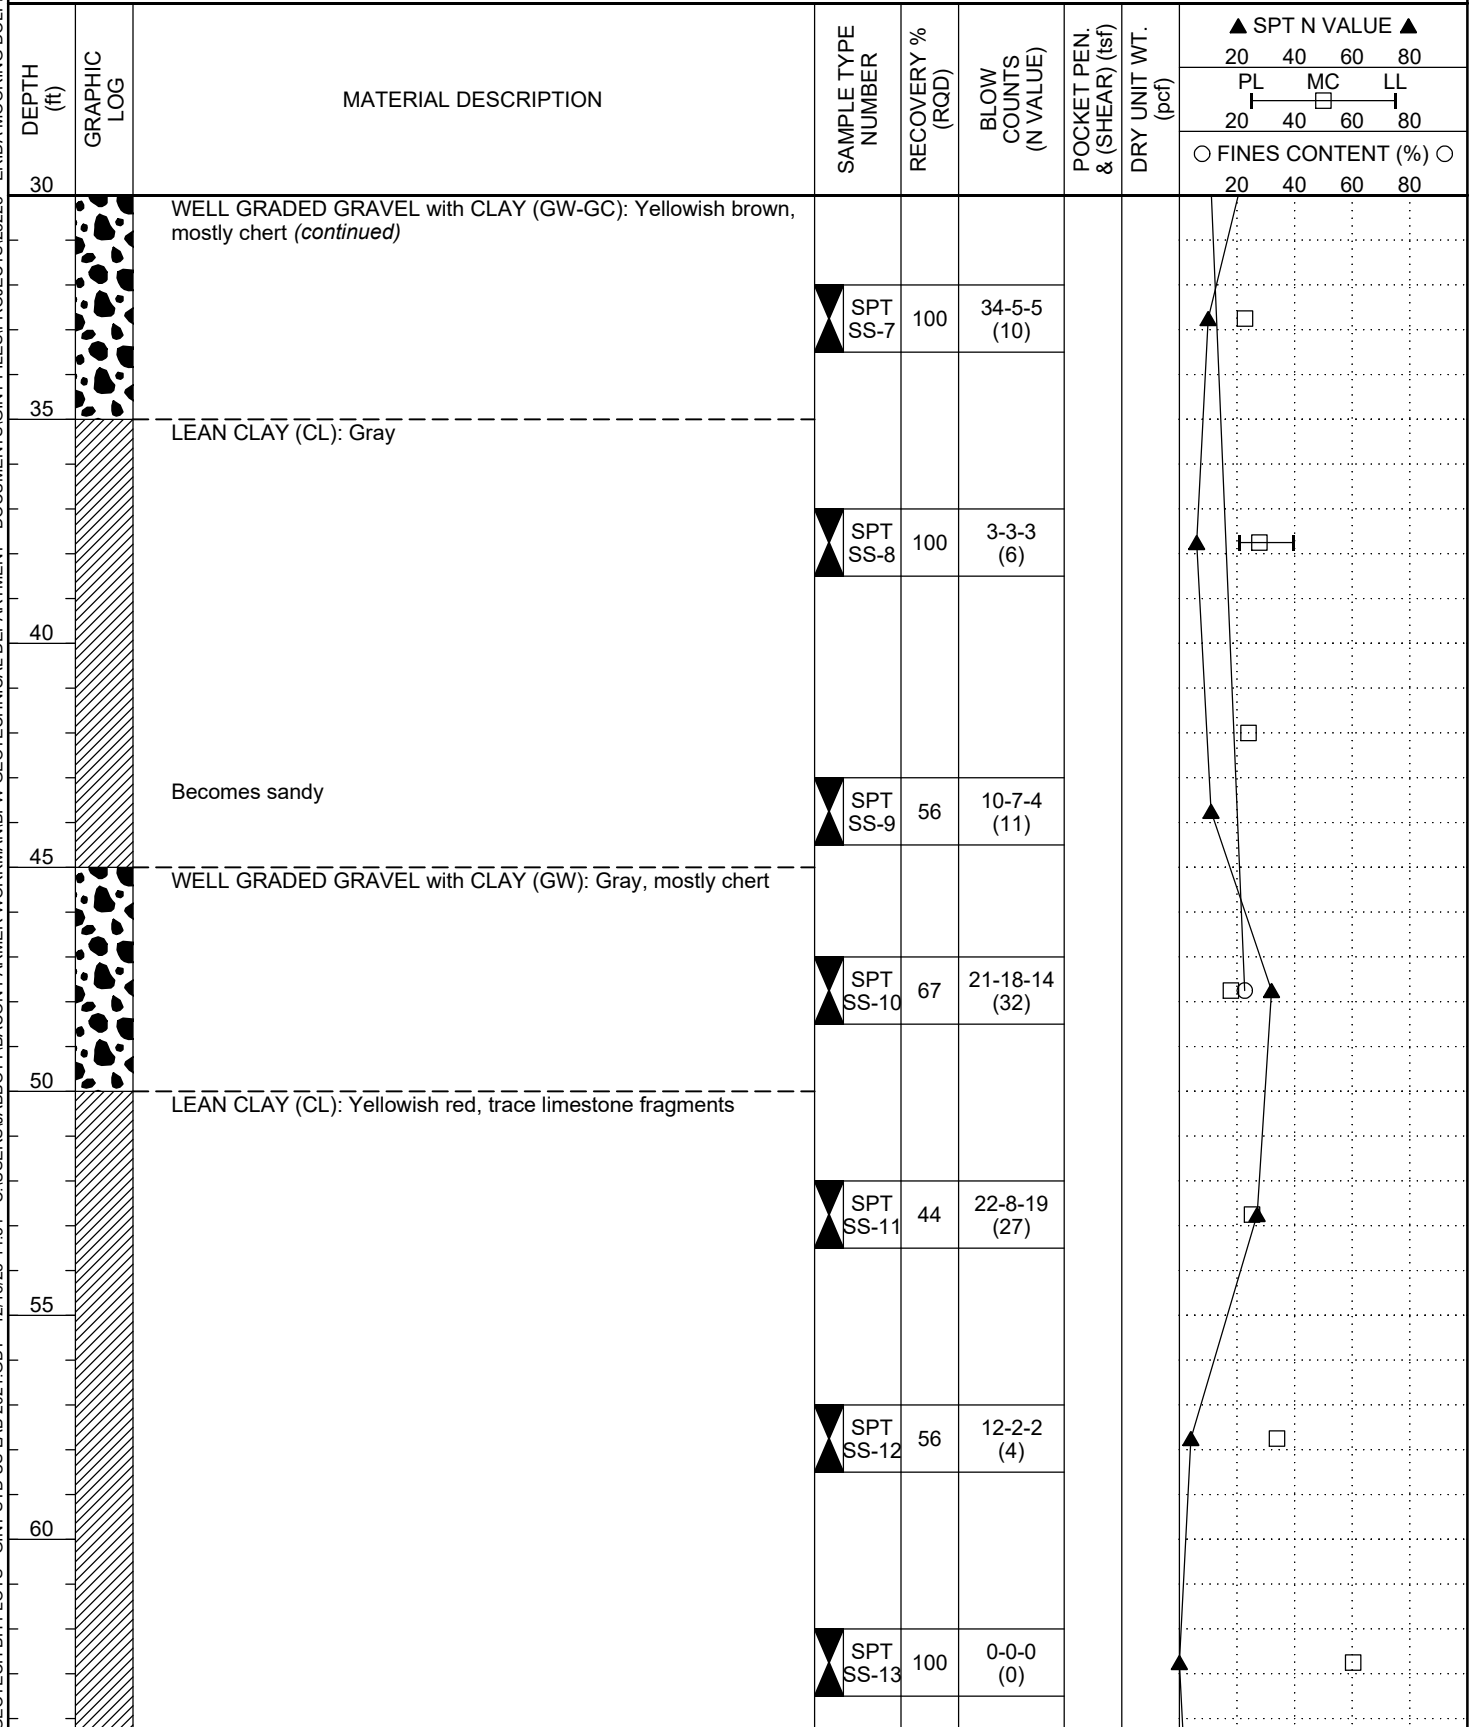 DEPTH
(ft)
GRAPHIC
LOG
MATERIAL DESCRIPTION
SAMPLE TYPE
NUMBER
RECOVERY %
(RQD)
BLOW
COUNTS
(N VALUE)
POCKET PEN.
& (SHEAR) (tsf)
DRY UNIT WT.
(pcf)
▲ SPT N VALUE ▲
20 40 60 80
PL MC LL
20 40 60 80
○ FINES CONTENT (%) ○
20 40 60 80
30
WELL GRADED GRAVEL with CLAY (GW-GC): Yellowish brown,
mostly chert (continued)
SPT
SS-7
100
34-5-5
(10)
35
LEAN CLAY (CL): Gray
SPT
SS-8
100
3-3-3
(6)
40
Becomes sandy
SPT
SS-9
56
10-7-4
(11)
45
WELL GRADED GRAVEL with CLAY (GW): Gray, mostly chert
SPT
SS-10
67
21-18-14
(32)
50
LEAN CLAY (CL): Yellowish red, trace limestone fragments
SPT
SS-11
44
22-8-19
(27)
55
SPT
SS-12
56
12-2-2
(4)
60
SPT
SS-13
100
0-0-0
(0)